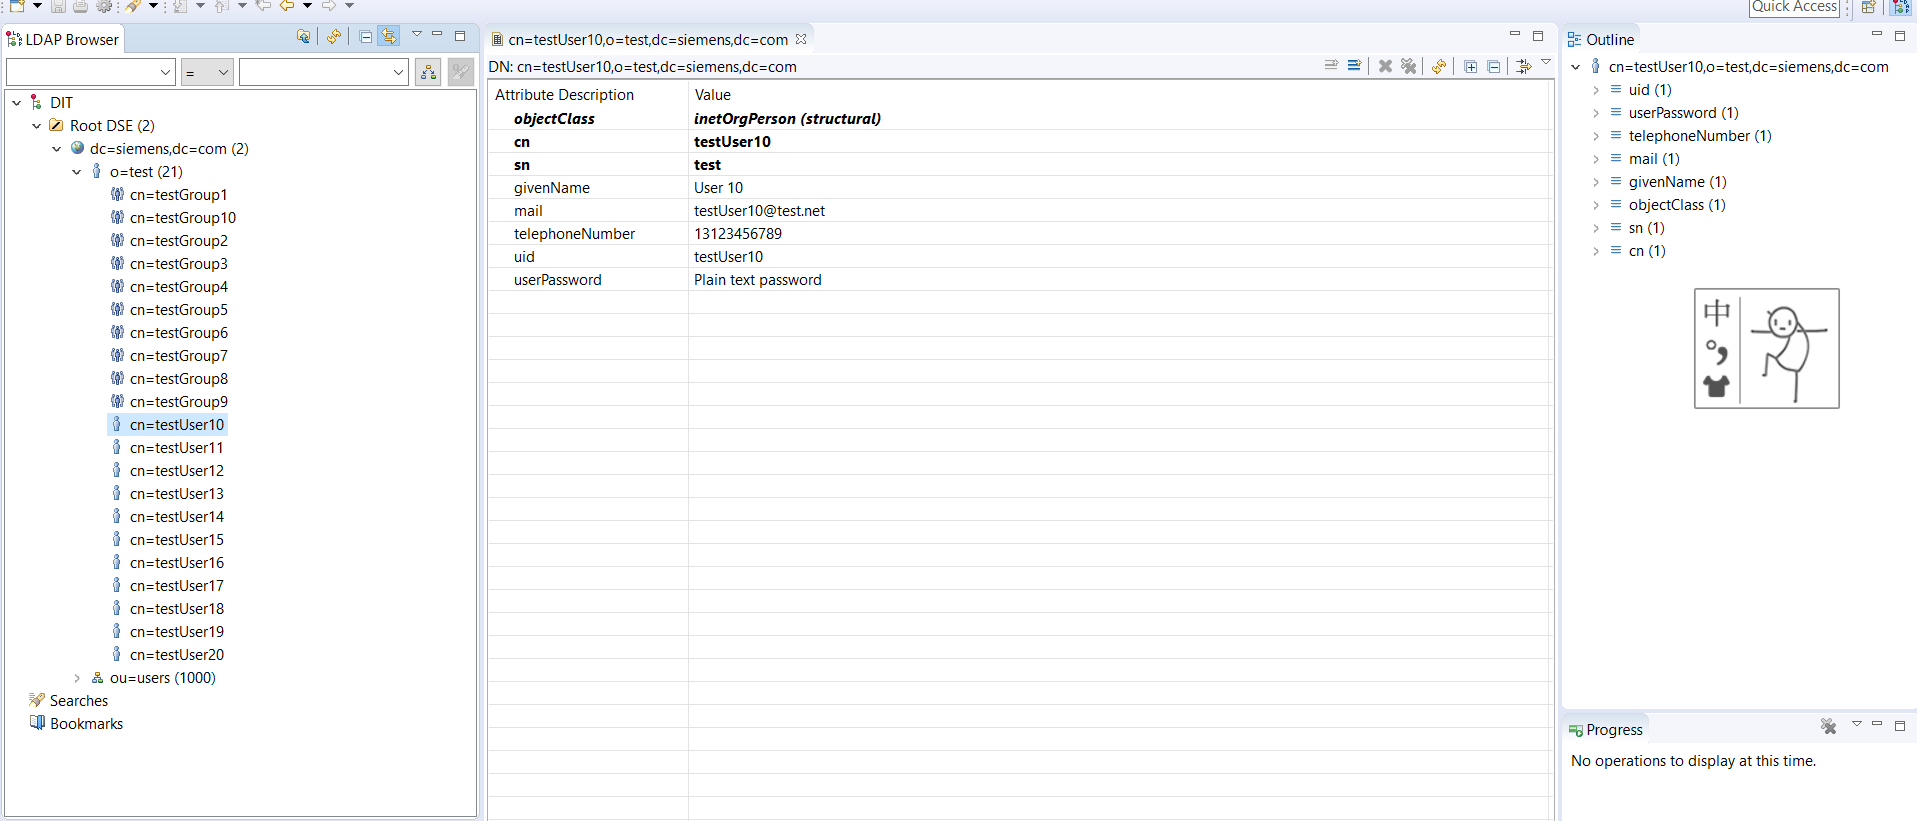 Quick Access
LDAP Browser
=
DIT
Root DSE (2)
dc=siemens,dc=com (2)
o=test (21)
cn=testGroup1
cn=testGroup10
cn=testGroup2
cn=testGroup3
cn=testGroup4
cn=testGroup5
cn=testGroup6
cn=testGroup7
cn=testGroup8
cn=testGroup9
cn=testUser10
cn=testUser11
cn=testUser12
cn=testUser13
cn=testUser14
cn=testUser15
cn=testUser16
cn=testUser17
cn=testUser18
cn=testUser19
cn=testUser20
ou=users (1000)
Searches
Bookmarks
cn=testUser10,o=test,dc=siemens,dc=com
DN: cn=testUser10,o=test,dc=siemens,dc=com
Attribute Description Value
objectClass inetOrgPerson (structural)
cn testUser10
sn test
givenName User 10
mail testUser10@test.net
telephoneNumber 13123456789
uid testUser10
userPassword Plain text password
Outline
cn=testUser10,o=test,dc=siemens,dc=com
uid (1)
userPassword (1)
telephoneNumber (1)
mail (1)
givenName (1)
objectClass (1)
sn (1)
cn (1)
中
Progress
No operations to display at this time.